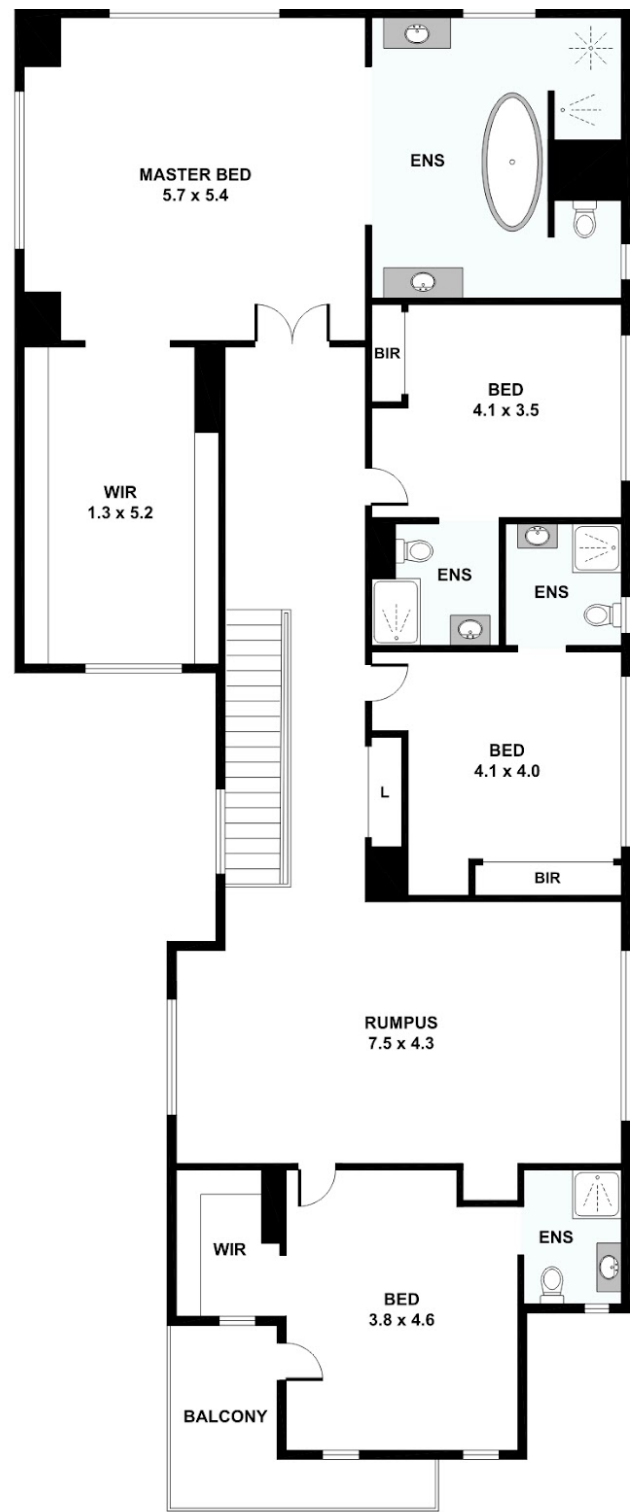 MASTER BED
5.7 x 5.4
ENS
BIR
BED
4.1 x 3.5
WIR
1.3 x 5.2
ENS
ENS
BED
4.1 x 4.0
L
BIR
RUMPUS
7.5 x 4.3
WIR
ENS
BED
3.8 x 4.6
BALCONY